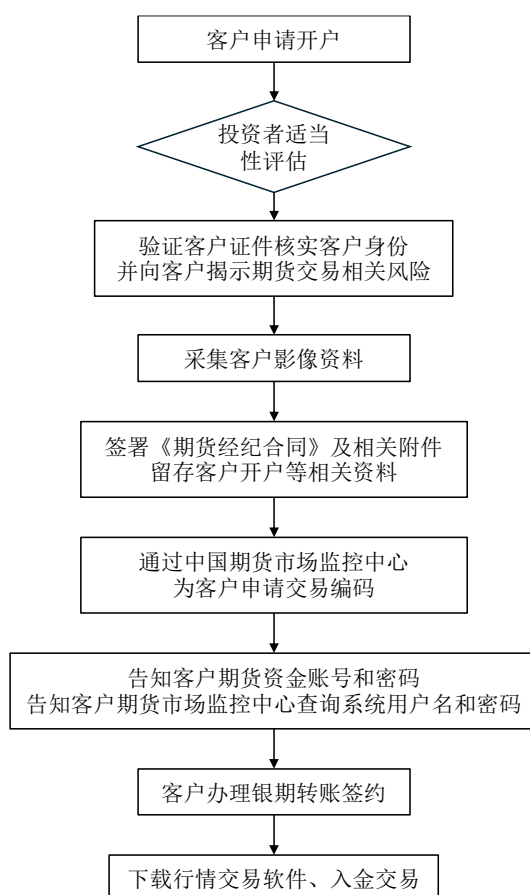 客户申请开户
投资者适当
性评估
验证客户证件核实客户身份
并向客户揭示期货交易相关风险
采集客户影像资料
签署《期货经纪合同》及相关附件
留存客户开户等相关资料
通过中国期货市场监控中心
为客户申请交易编码
告知客户期货资金账号和密码
告知客户期货市场监控中心查询系统用户名和密码
客户办理银期转账签约
下载行情交易软件、入金交易